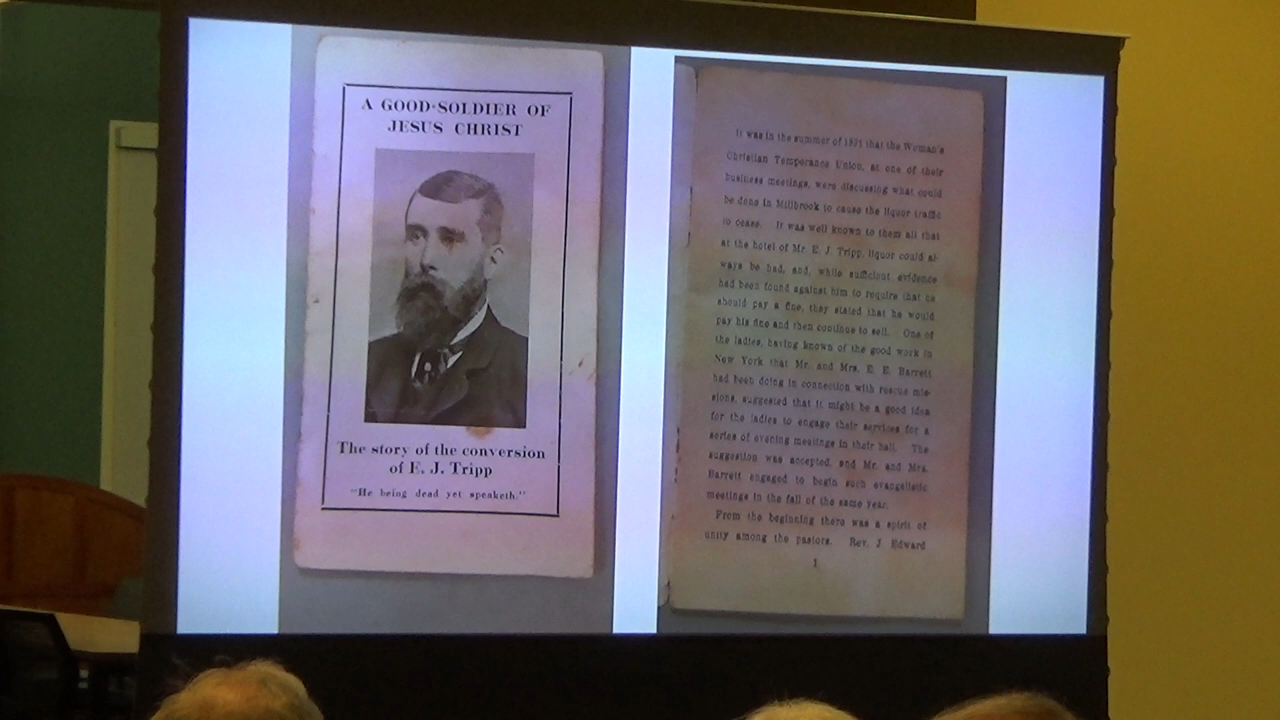 A GOOD SOLDIER OF
JESUS CHRIST
The story of the conversion
of E. J. Tripp
"He being dead yet speaketh."
It was in the summer of 1891 that the Woman's
Christian Temperance Union, at one of their
business meetings, were discussing what could
be done in Millbrook to cause the liquor traffic
to cease. It was well known to them all that
at the hotel of Mr. E. J. Tripp, liquor could al-
ways be had, and, while sufficient evidence
had been found against him to require that he
should pay a fine, they stated that he would
pay his fine and then continue to sell. One of
the ladies, having known of the good work in
New York that Mr. and Mrs. E. E. Barrett
had been doing in connection with rescue mis-
sions, suggested that it might be a good idea
for the ladies to engage their services for a
series of evening meetings in their hall. The
suggestion was accepted, and Mr. and Mrs.
Barrett engaged to begin such evangelistic
meetings in the fall of the same year.
From the beginning there was a spirit of
unity among the pastors. Rev. J. Edward
1